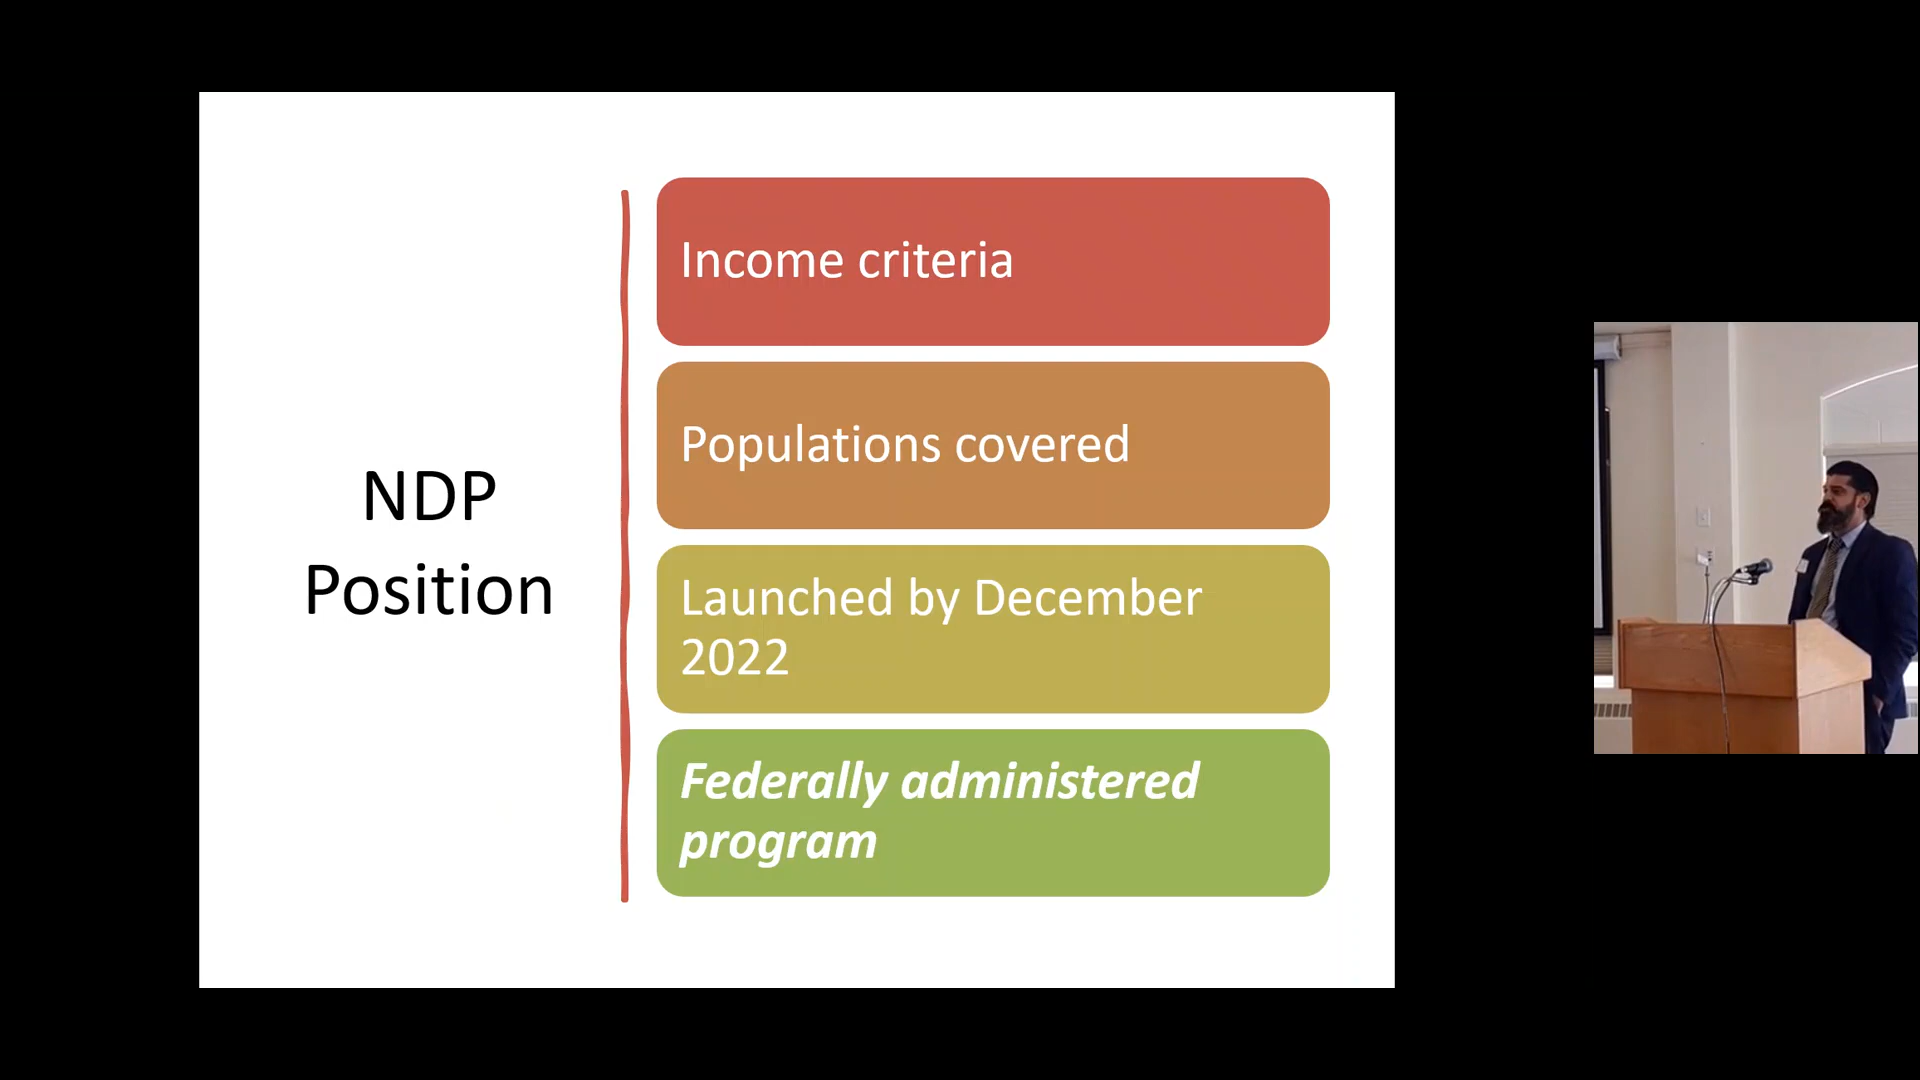 NDP
Position
Income criteria
Populations covered
Launched by December
2022
Federally administered
program